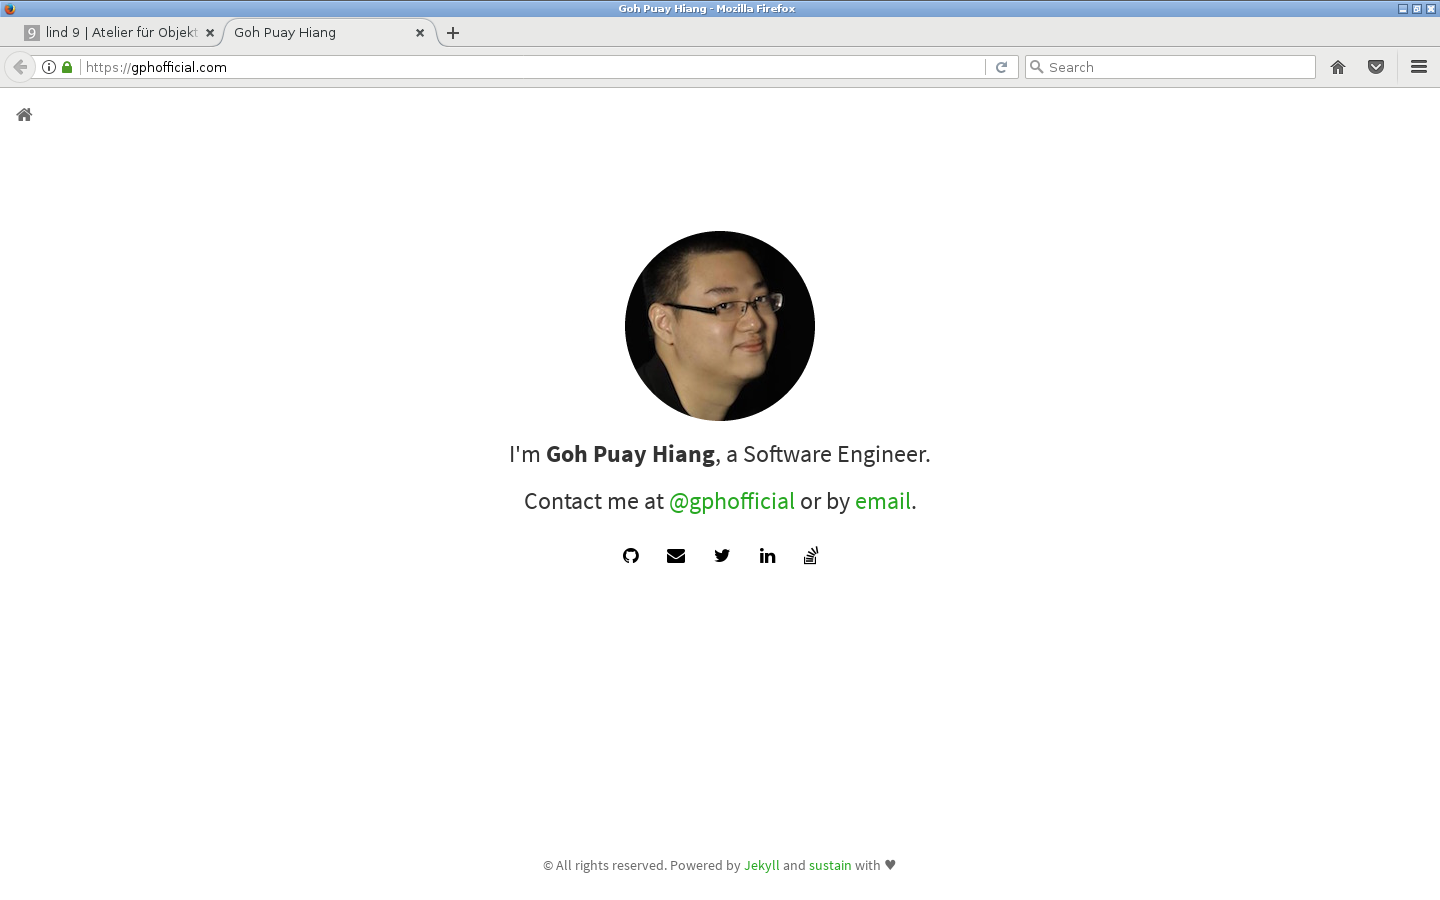 Goh Puay Hiang - Mozilla Firefox
9 lind 9 | Atelier für Objekt
Goh Puay Hiang
https://gphofficial.com
Search
I'm Goh Puay Hiang, a Software Engineer.
Contact me at @gphofficial or by email.
© All rights reserved. Powered by Jekyll and sustain with ♥